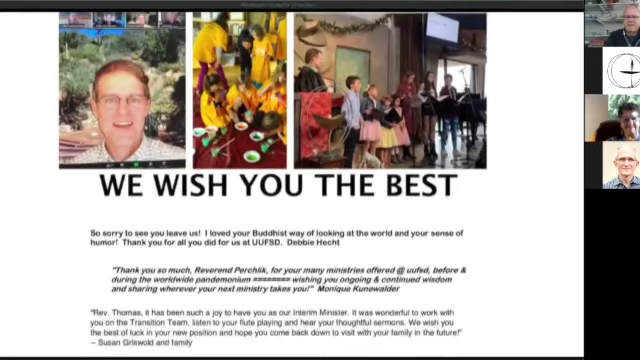 WE WISH YOU THE BEST
So sorry to see you leave us! I loved your Buddhist way of looking at the world and your sense of
humor! Thank you for all you did for us at UUFSD. Debbie Hecht
"Thank you so much, Reverend Perchlik, for your many ministries offered @ uufsd, before &
during the worldwide pandemonium ======== wishing you ongoing & continued wisdom
and sharing wherever your next ministry takes you!" Monique Kunewalder
"Rev. Thomas, it has been such a joy to have you as our Interim Minister. It was wonderful to work with
you on the Transition Team, listen to your flute playing and hear your thoughtful sermons. We wish you
the best of luck in your new position and hope you come back down to visit with your family in the future!"
-- Susan Griswold and family